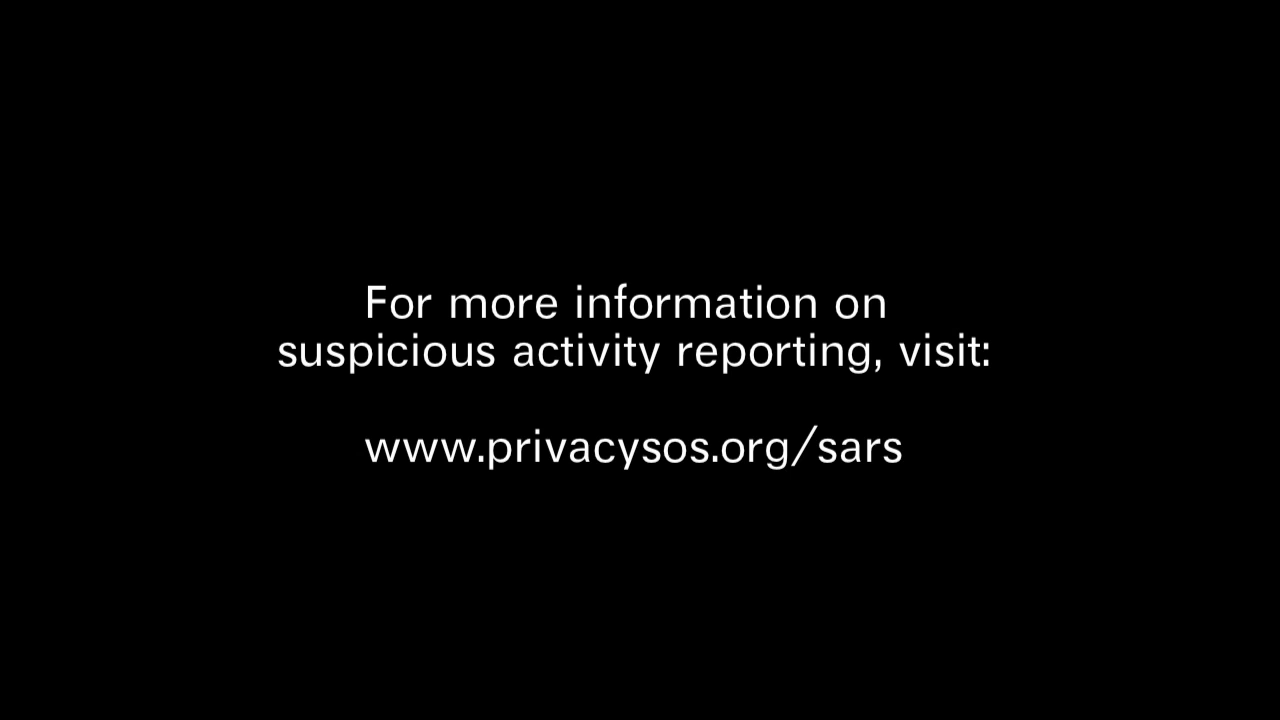 For more information on
suspicious activity reporting, visit:
www.privacysos.org/sars